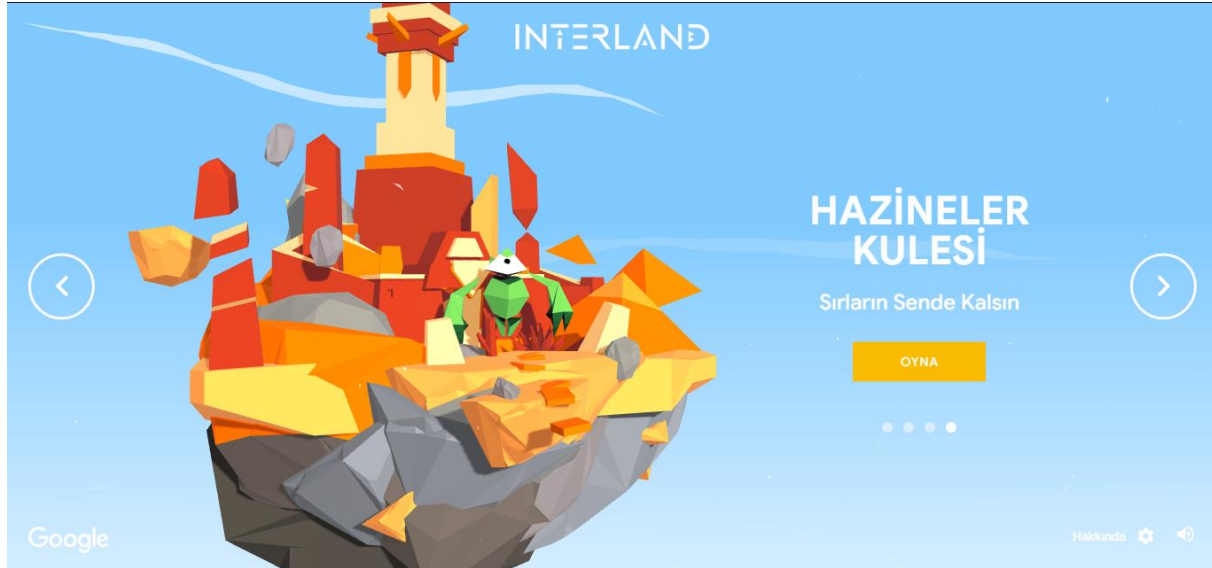 INTERLAND
HAZİNELER
KULESİ
Sırların Sende Kalsın
OYNA
Google
Hakkında